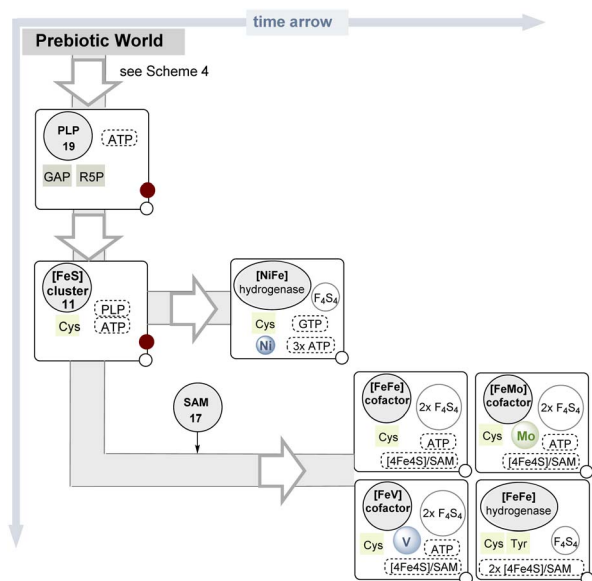 time arrow
Prebiotic World
see Scheme 4
PLP
19
ATP
GAP R5P
[FeS]
cluster
11
PLP
ATP
Cys
[NiFe]
hydrogenase
F₄S₄
Cys GTP
Ni 3x ATP
SAM
17
[FeFe]
cofactor
2x F₄S₄
Cys
ATP
[4Fe4S]/SAM
[FeMo]
cofactor
2x F₄S₄
Cys Mo
ATP
[4Fe4S]/SAM
[FeV]
cofactor
2x F₄S₄
Cys V
ATP
[4Fe4S]/SAM
[FeFe]
hydrogenase
Cys Tyr F₄S₄
2x [4Fe4S]/SAM